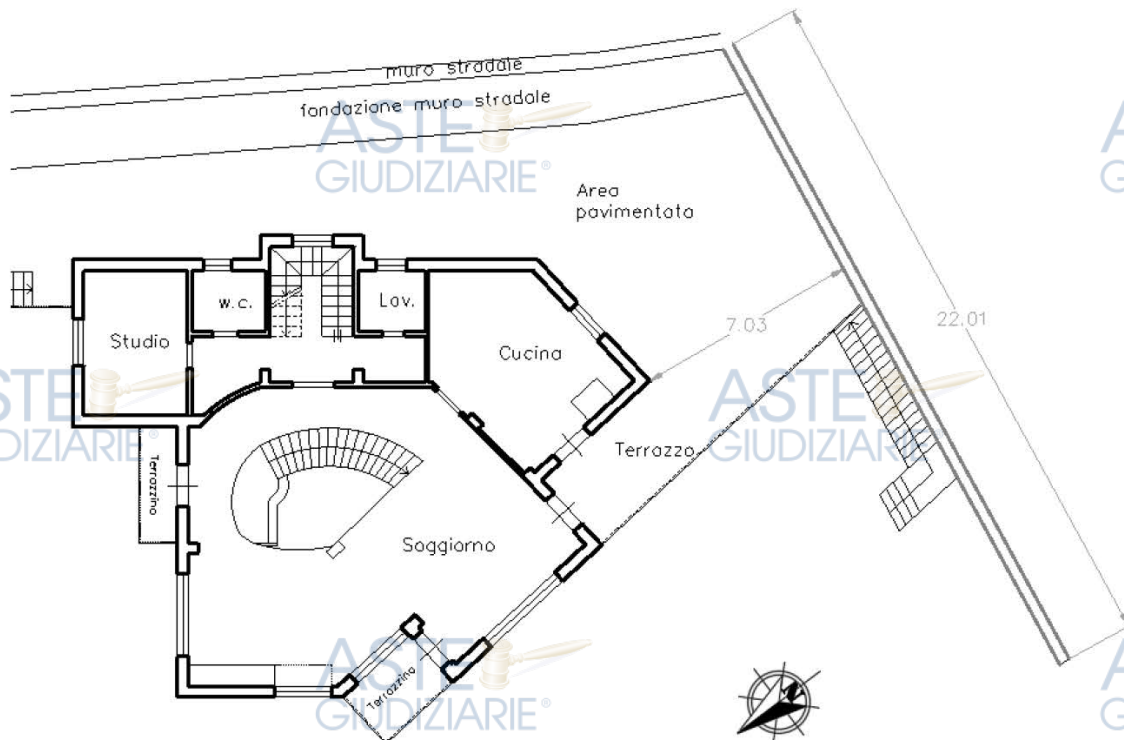 muro stradale
fondazione muro stradale
ASTE
GIUDIZIARIE®
Area
pavimentata
w.c.
Lav.
Studio
Cucina
7.03
22.01
ASTE
GIUDIZIARIE®
Terrazzo
ASTE
GIUDIZIARIE®
Terrazzino
Soggiorno
ASTE
GIUDIZIARIE®
Terrazzino
N